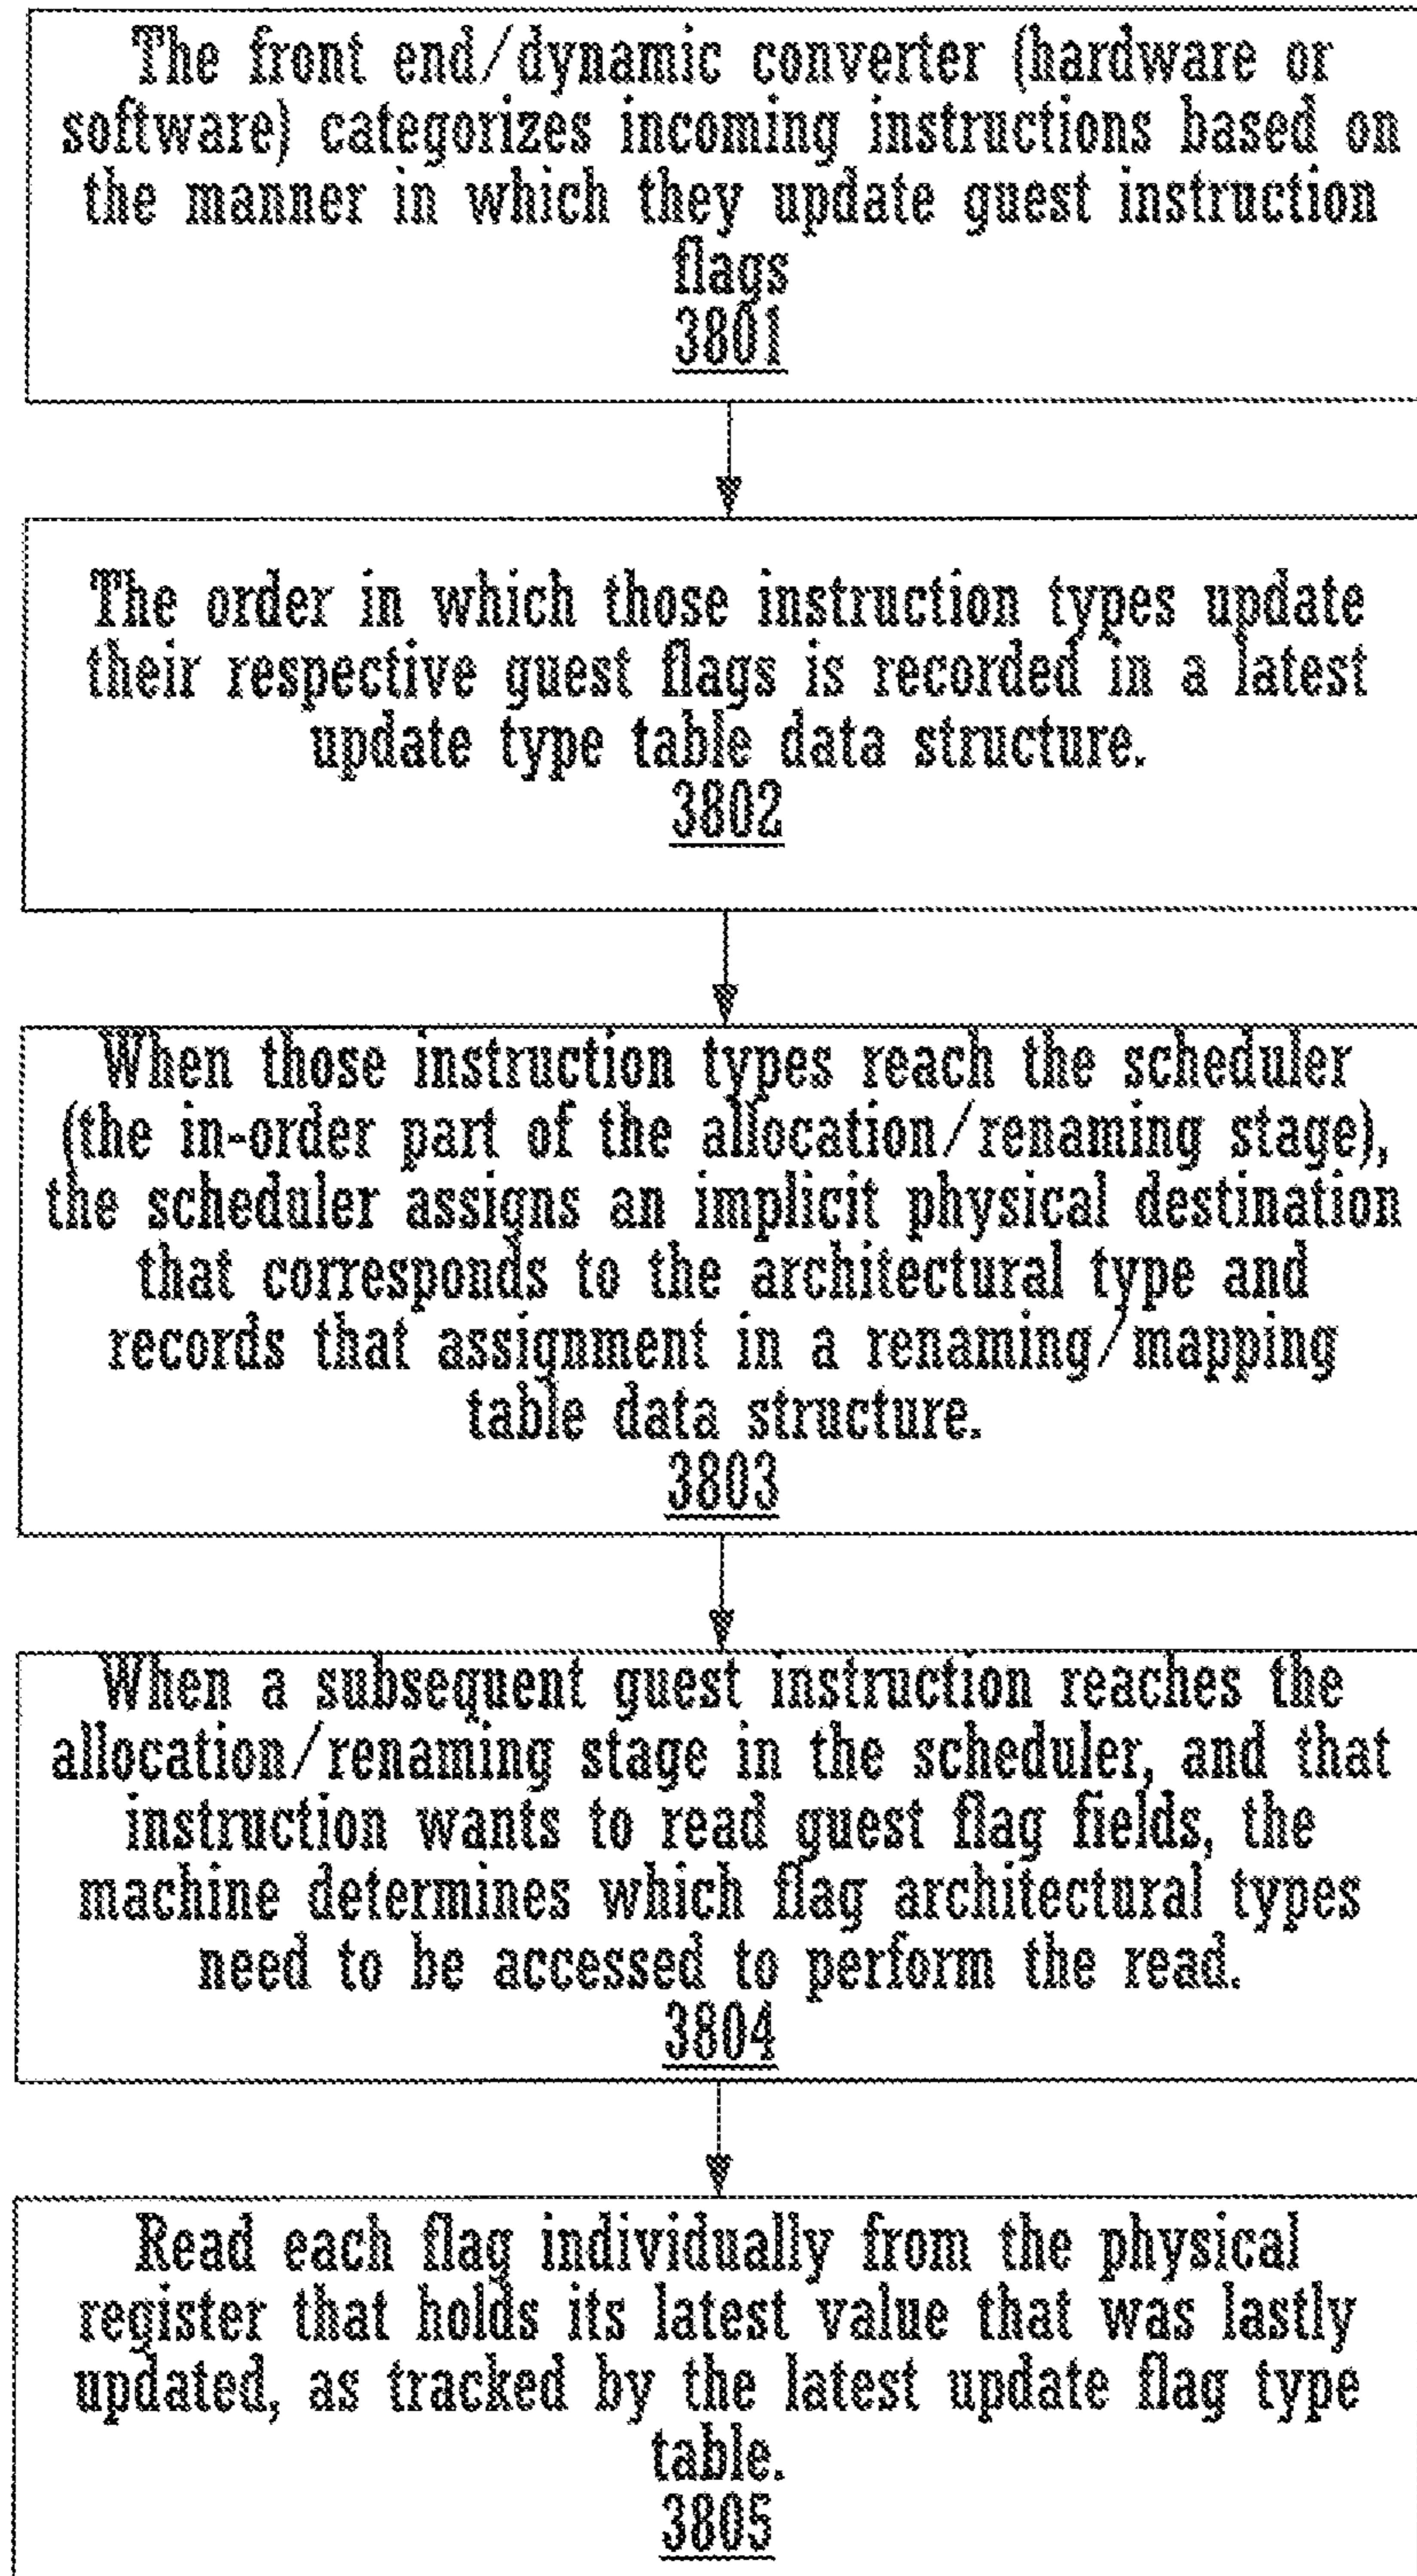 The front end/dynamic converter (hardware or
software) categorizes incoming instructions based on
the manner in which they update guest instruction
flags
3801
The order in which those instruction types update
their respective guest flags is recorded in a latest
update type table data structure.
3802
When those instruction types reach the scheduler
(the in-order part of the allocation/renaming stage),
the scheduler assigns an implicit physical destination
that corresponds to the architectural type and
records that assignment in a renaming/mapping
table data structure.
3803
When a subsequent guest instruction reaches the
allocation/renaming stage in the scheduler, and that
instruction wants to read guest flag fields, the
machine determines which flag architectural types
need to be accessed to perform the read.
3804
Read each flag individually from the physical
register that holds its latest value that was lastly
updated, as tracked by the latest update flag type
table.
3805